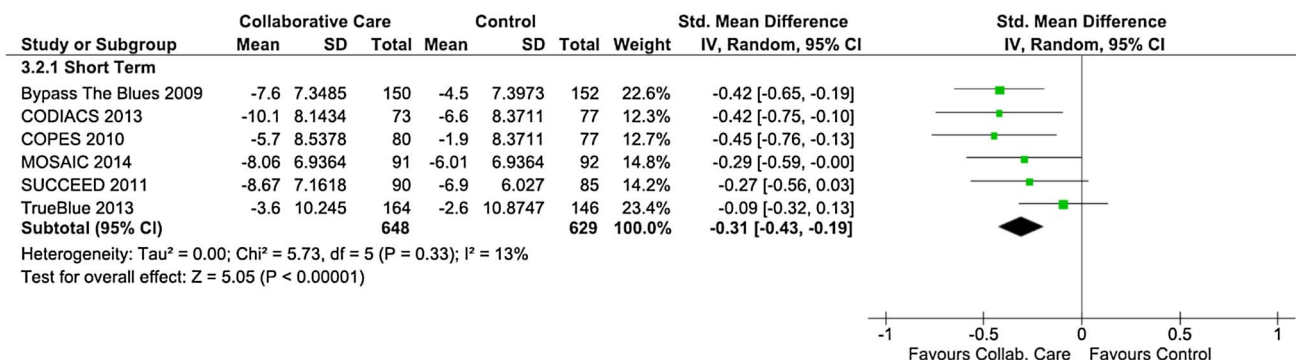 Collaborative Care Control Std. Mean Difference Std. Mean Difference
Study or Subgroup Mean SD Total Mean SD Total Weight IV, Random, 95% CI IV, Random, 95% CI
3.2.1 Short Term
Bypass The Blues 2009 -7.6 7.3485 150 -4.5 7.3973 152 22.6% -0.42 [-0.65, -0.19]
CODIACS 2013 -10.1 8.1434 73 -6.6 8.3711 77 12.3% -0.42 [-0.75, -0.10]
COPES 2010 -5.7 8.5378 80 -1.9 8.3711 77 12.7% -0.45 [-0.76, -0.13]
MOSAIC 2014 -8.06 6.9364 91 -6.01 6.9364 92 14.8% -0.29 [-0.59, -0.00]
SUCCEED 2011 -8.67 7.1618 90 -6.9 6.027 85 14.2% -0.27 [-0.56, 0.03]
TrueBlue 2013 -3.6 10.245 164 -2.6 10.8747 146 23.4% -0.09 [-0.32, 0.13]
Subtotal (95% CI) 648 629 100.0% -0.31 [-0.43, -0.19]
Heterogeneity: Tau² = 0.00; Chi² = 5.73, df = 5 (P = 0.33); I² = 13%
Test for overall effect: Z = 5.05 (P < 0.00001)
-1 -0.5 0 0.5 1
Favours Collab. Care Favours Control